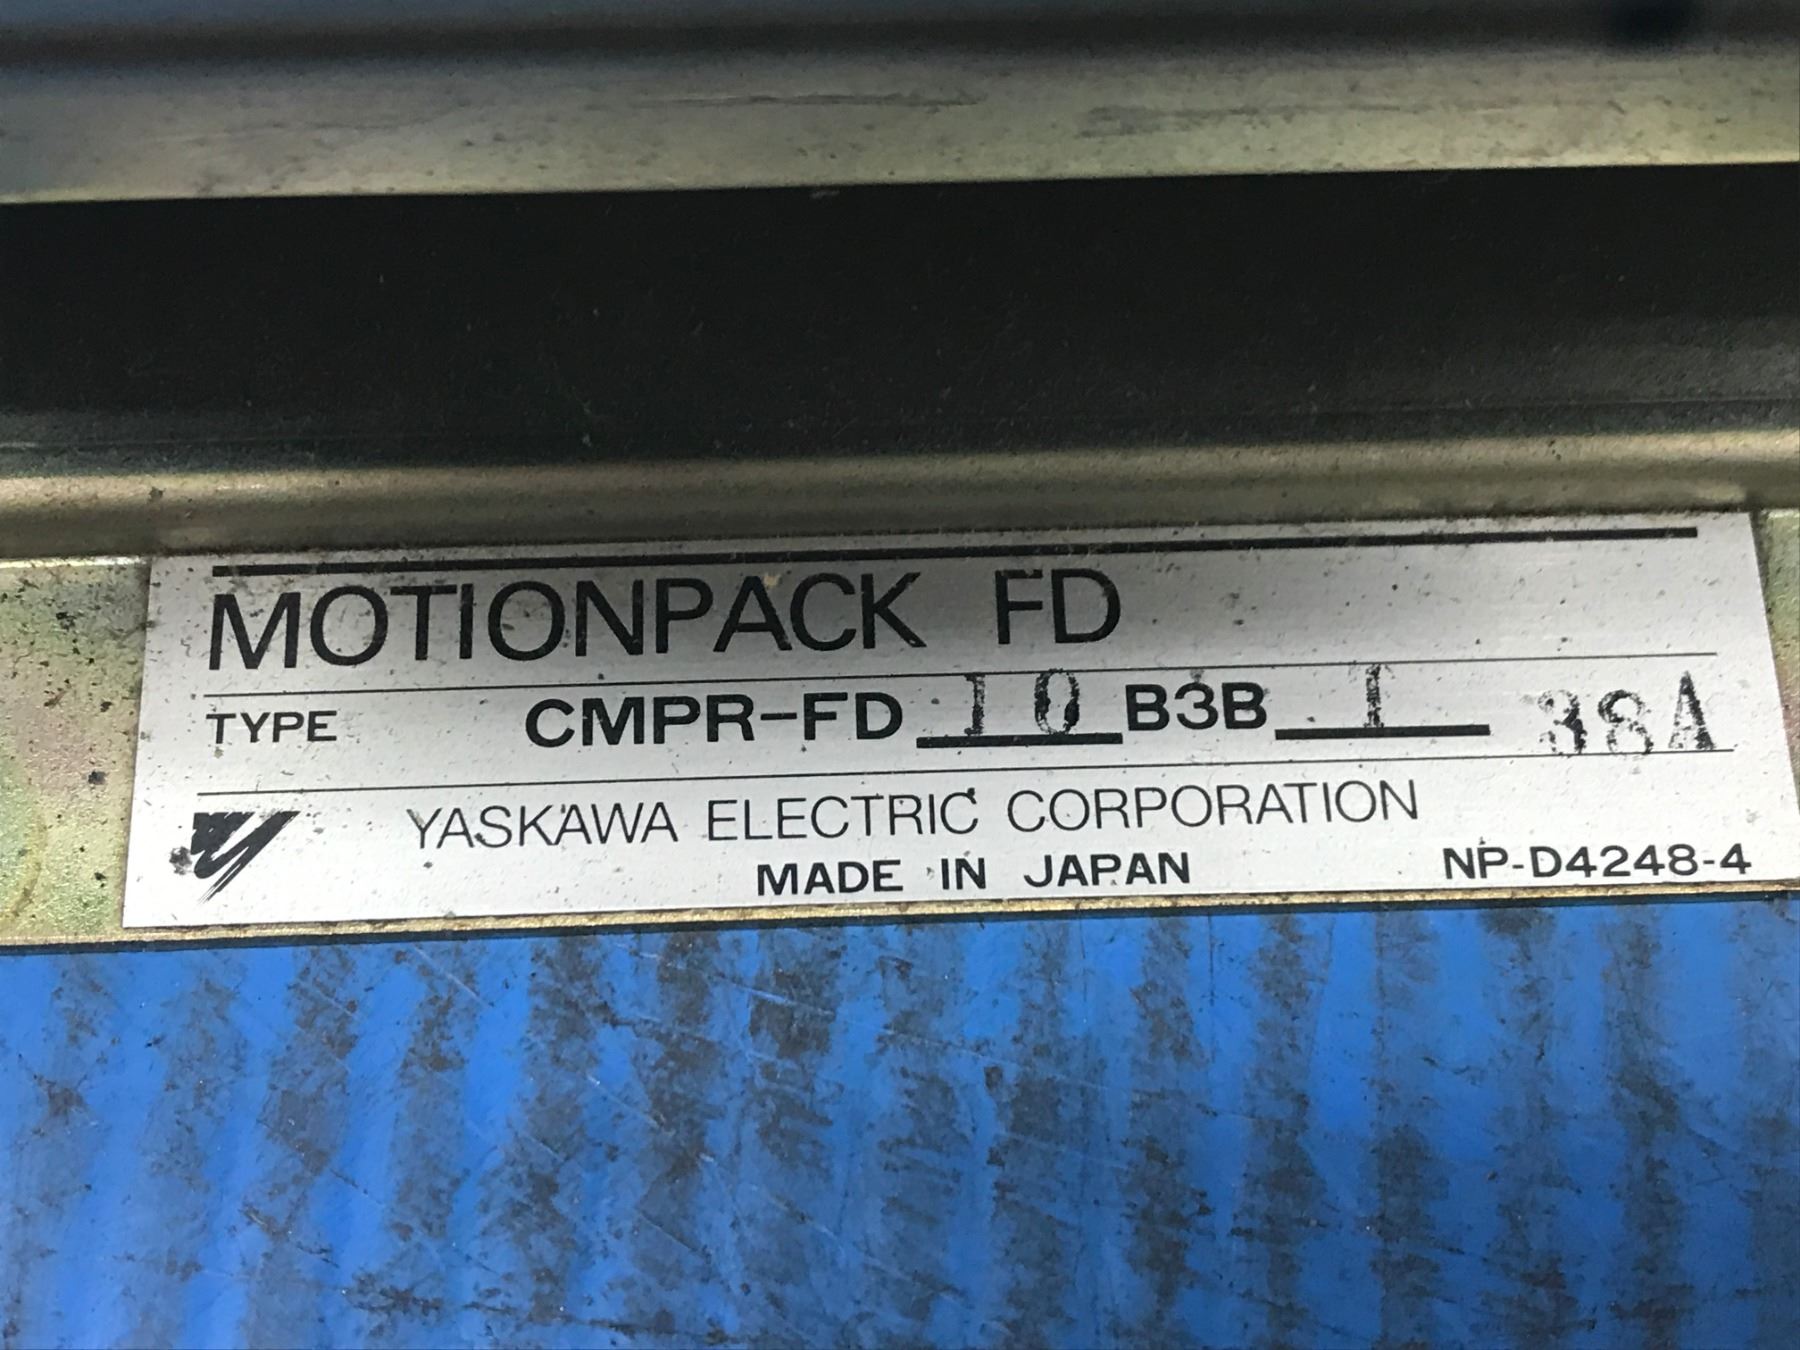 MOTIONPACK FD
TYPE CMPR-FD 10 B3B 1 38A
YASKAWA ELECTRIC CORPORATION
MADE IN JAPAN NP-D4248-4